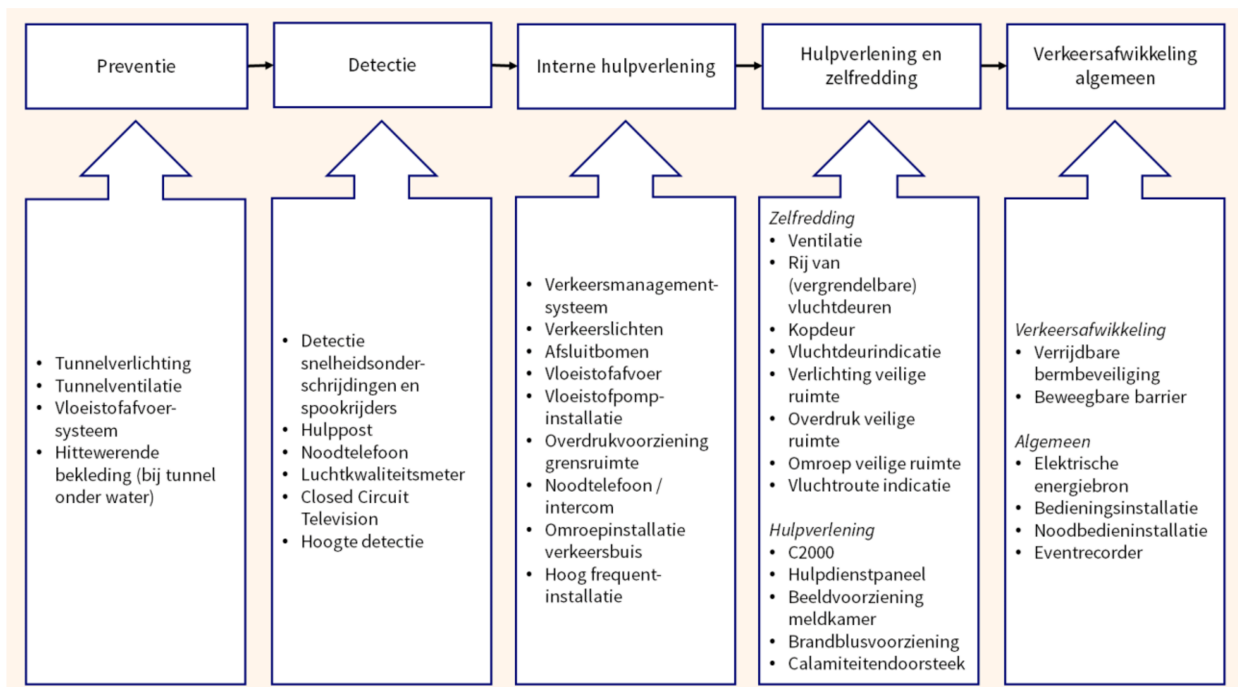 Preventie
Detectie
Interne hulpverlening
Hulpverlening en
zelfredding
Verkeersafwikkeling
algemeen
• Tunnelverlichting
• Tunnelventilatie
• Vloeistofafvoer-
systeem
• Hittewerende
bekleding (bij tunnel
onder water)
• Detectie
snelheidsonder-
schrijdingen en
spookrijders
• Hulppost
• Noodtelefoon
• Luchtkwaliteitsmeter
• Closed Circuit
Television
• Hoogte detectie
• Verkeersmanagement-
systeem
• Verkeerslichten
• Afsluitbomen
• Vloeistofafvoer
• Vloeistofpomp-
installatie
• Overdrukvoorziening
grensruimte
• Noodtelefoon /
intercom
• Omroepinstallatie
verkeersbuis
• Hoog frequent-
installatie
Zelfredding
• Ventilatie
• Rij van
(vergrendelbare)
vluchtdeuren
• Kopdeur
• Vluchtdeurindicatie
• Verlichting veilige
ruimte
• Overdruk veilige
ruimte
• Omroep veilige ruimte
• Vluchtroute indicatie
Hulpverlening
• C2000
• Hulpdienstpaneel
• Beeldvoorziening
meldkamer
• Brandblusvoorziening
• Calamiteitendoorsteek
Verkeersafwikkeling
• Verrijdbare
bermbeveiliging
• Beweegbare barrier
Algemeen
• Elektrische
energiebron
• Bedieningsinstallatie
• Noodbedieninstallatie
• Eventrecorder